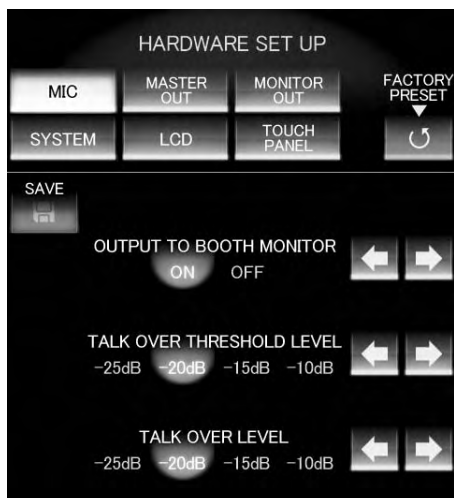 HARDWARE SET UP
MIC
MASTER
OUT
MONITOR
OUT
FACTORY
PRESET
SYSTEM
LCD
TOUCH
PANEL
SAVE
OUTPUT TO BOOTH MONITOR
ON OFF
TALK OVER THRESHOLD LEVEL
-25dB -20dB -15dB -10dB
TALK OVER LEVEL
-25dB -20dB -15dB -10dB